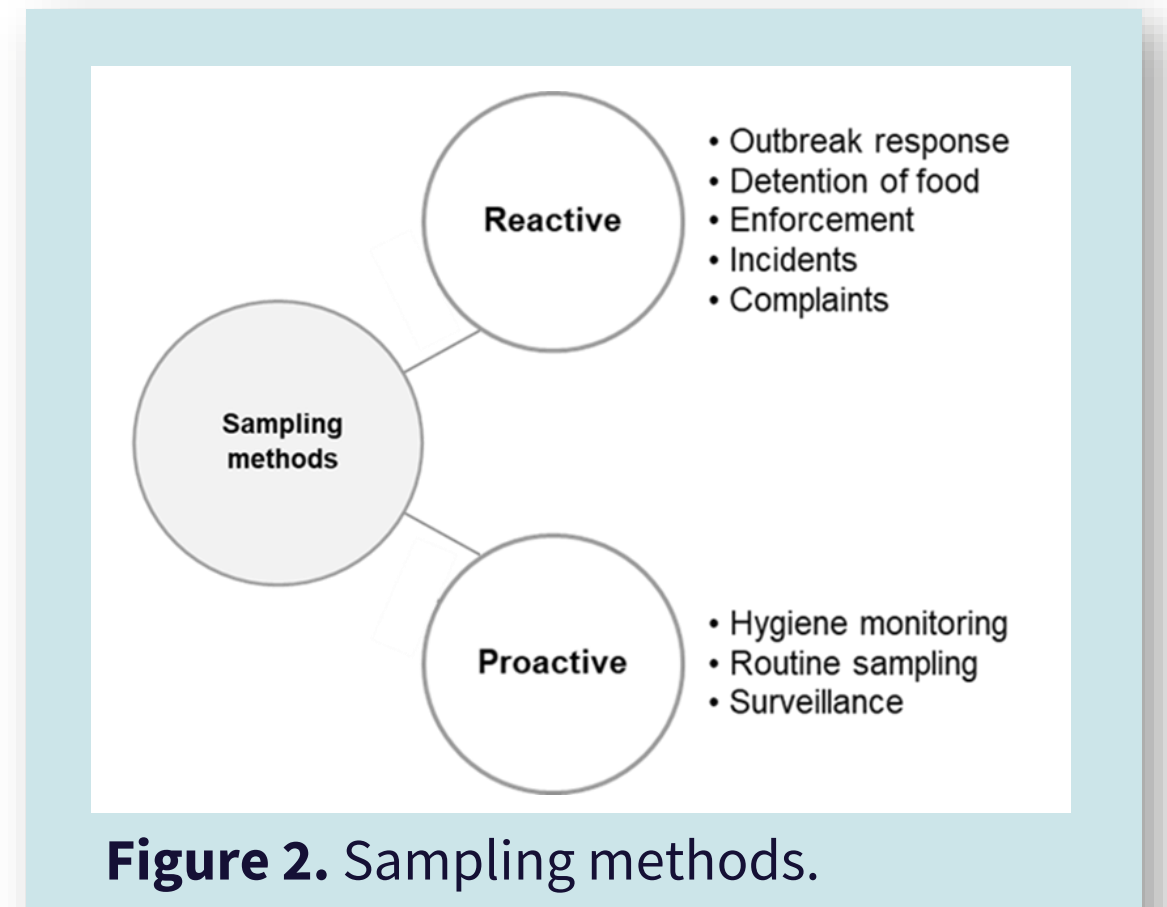 Reactive
• Outbreak response
• Detention of food
• Enforcement
• Incidents
• Complaints
Sampling
methods
Proactive
• Hygiene monitoring
• Routine sampling
• Surveillance
Figure 2. Sampling methods.